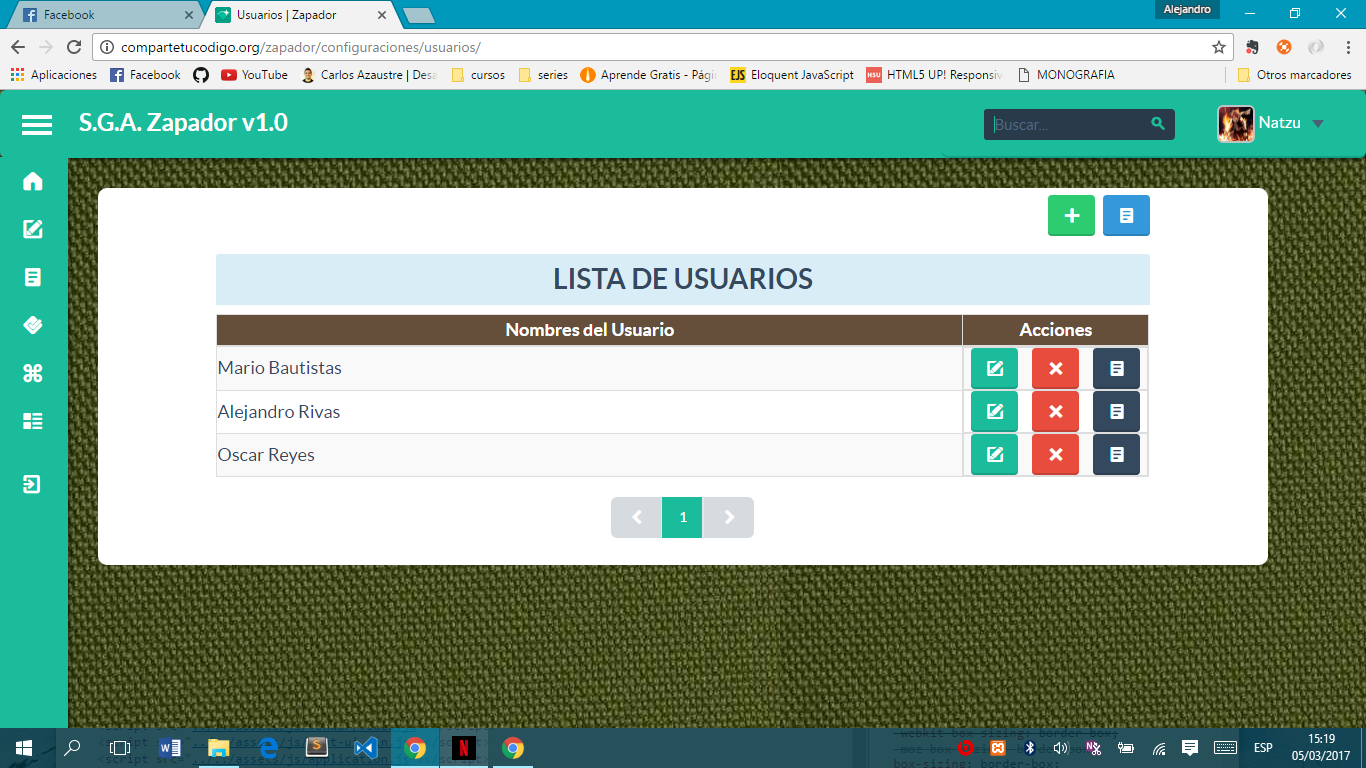 Facebook
Usuarios | Zapador
Alejandro
compartetucodigo.org/zapador/configuraciones/usuarios/
Aplicaciones
Facebook
YouTube
Carlos Azaustre | Desa
cursos
series
Aprende Gratis - Pági
EJS
Eloquent JavaScript
HSU
HTML5 UP! Responsiv
MONOGRAFIA
Otros marcadores
S.G.A. Zapador v1.0
Buscar...
Natzu
LISTA DE USUARIOS
Nombres del Usuario
Acciones
Mario Bautistas
Alejandro Rivas
Oscar Reyes
1
ESP
15:19
05/03/2017